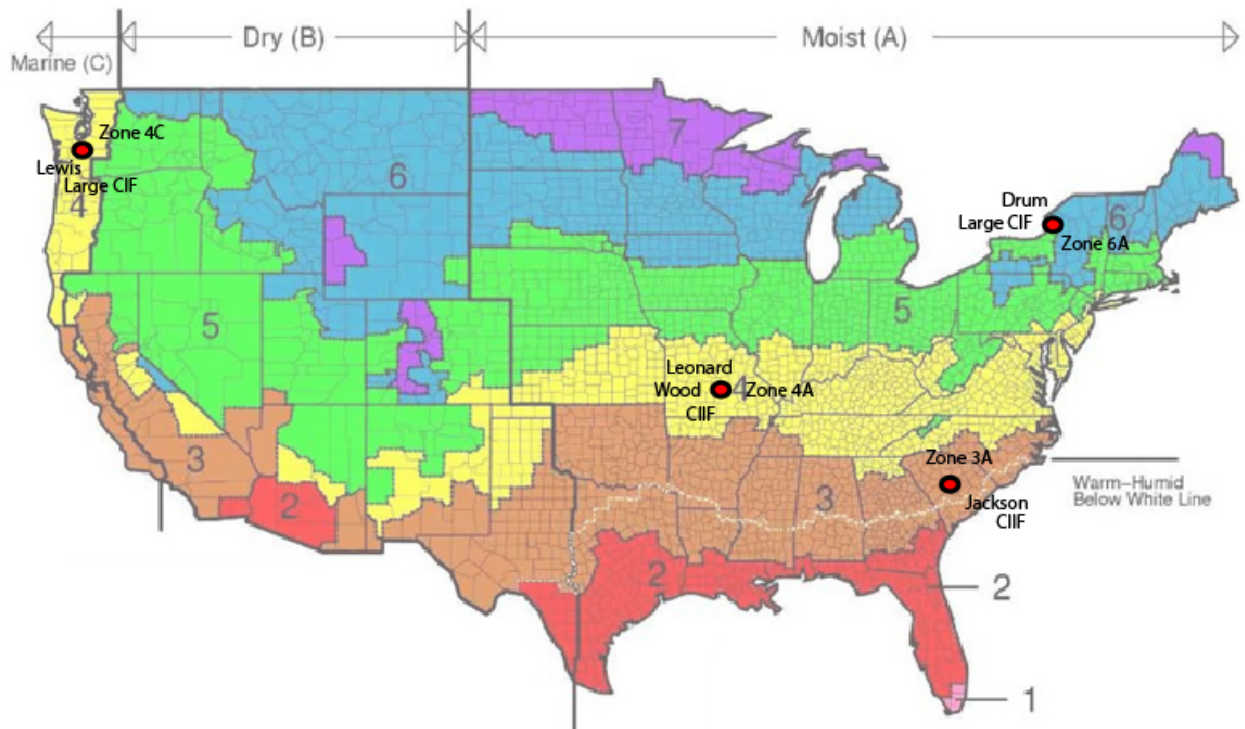 Dry (B)
Moist (A)
Marine (C)
7
Zone 4C
Lewis
Large CIF
4
6
Drum
Large CIF
6
Zone 6A
5
5
Leonard
Wood
4
Zone 4A
CIIF
3
Zone 3A
Warm-Humid
Below White Line
2
3
Jackson
CIIF
2
2
1